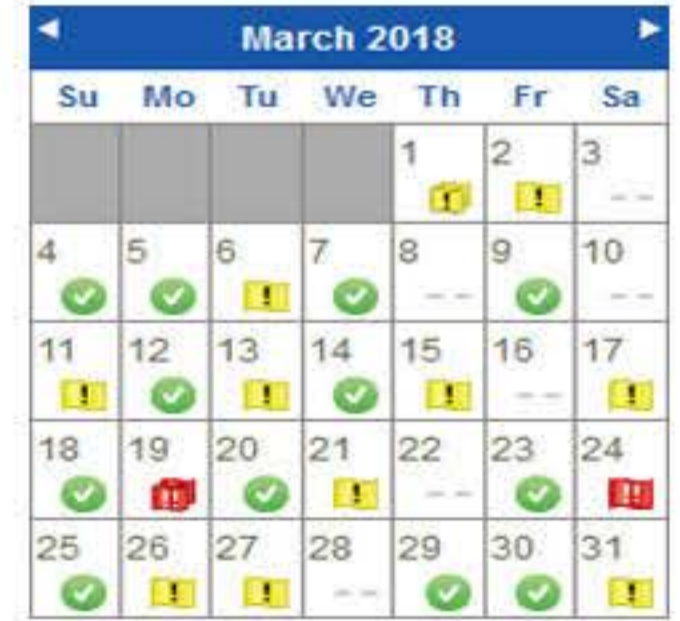 March 2018
Su Mo Tu We Th Fr Sa
1 2 3
! ! - -
4 5 6 7 8 9 10
! - - - -
11 12 13 14 15 16 17
! ! ! - - !
18 19 20 21 22 23 24
!! ! - - !!
25 26 27 28 29 30 31
! ! - - !